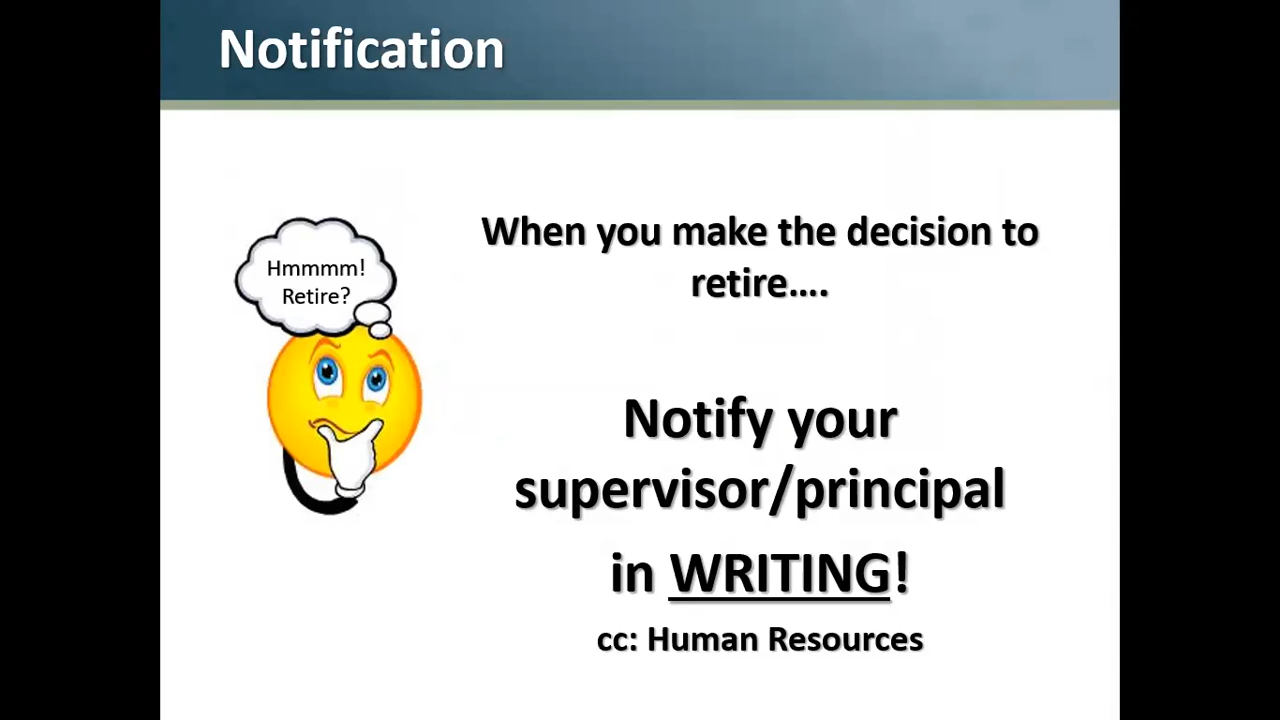 Notification
Hmmmm!
Retire?
When you make the decision to
retire....
Notify your
supervisor/principal
in WRITING!
cc: Human Resources